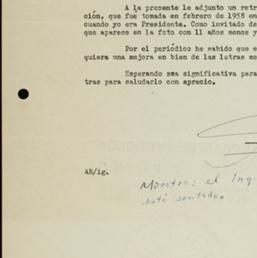 A la presente le adjunto un retr
ción, que fue tomada en febrero de 1958 en
cuando yo era Presidente. Como invitado de
que aparece en la foto con 11 años menos y
Por el periódico he sabido que e
quiera una mejora en bien de las letras me
Esperando sea significativa para
tras para saludarlo con aprecio.
AR/ig.
Maestro: el Ing.
está sentado.